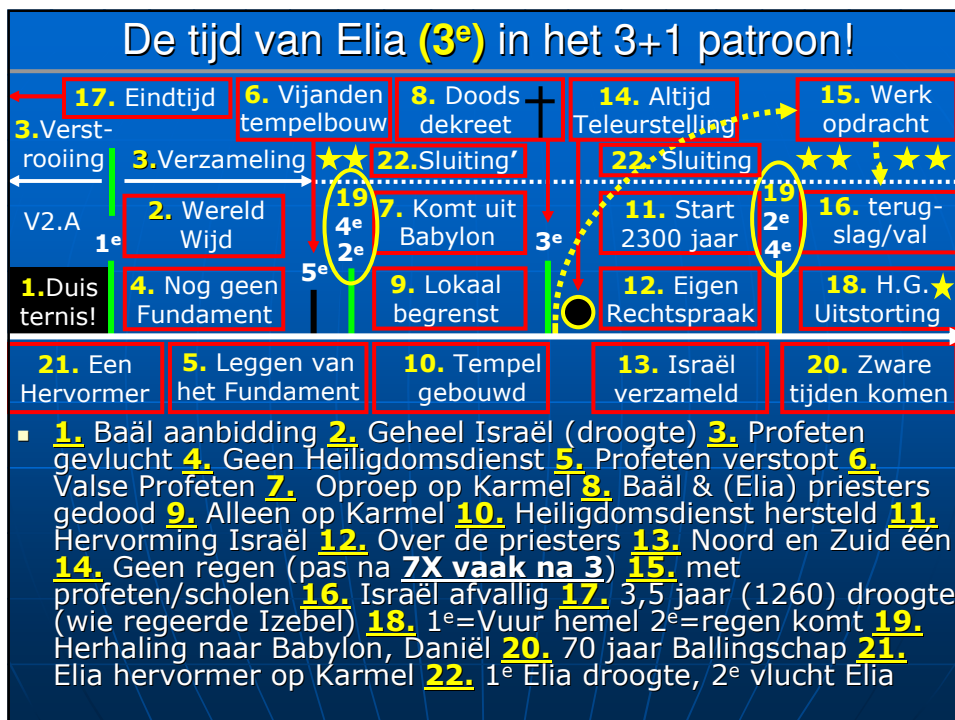 De tijd van Elia (3e) in het 3+1 patroon!
17. Eindtijd
6. Vijanden
tempelbouw
8. Doods
dekreet
14. Altijd
Teleurstelling
15. Werk
opdracht
3.Verst-
rooiing
3.Verzameling
22.Sluiting'
22. Sluiting
V2.A
1e
2. Wereld
Wijd
19
4e
2e
7. Komt uit
Babylon
3e
11. Start
2300 jaar
19
2e
4e
16. terug-
slag/val
5e
1.Duis
ternis!
4. Nog geen
Fundament
9. Lokaal
begrenst
12. Eigen
Rechtspraak
18. H.G.
Uitstorting
21. Een
Hervormer
5. Leggen van
het Fundament
10. Tempel
gebouwd
13. Israël
verzameld
20. Zware
tijden komen
1. Baäl aanbidding 2. Geheel Israël (droogte) 3. Profeten
gevlucht 4. Geen Heiligdomsdienst 5. Profeten verstopt 6.
Valse Profeten 7. Oproep op Karmel 8. Baäl & (Elia) priesters
gedood 9. Alleen op Karmel 10. Heiligdomsdienst hersteld 11.
Hervorming Israël 12. Over de priesters 13. Noord en Zuid één
14. Geen regen (pas na 7X vaak na 3) 15. met
profeten/scholen 16. Israël afvallig 17. 3,5 jaar (1260) droogte
(wie regeerde Izebel) 18. 1e=Vuur hemel 2e=regen komt 19.
Herhaling naar Babylon, Daniël 20. 70 jaar Ballingschap 21.
Elia hervormer op Karmel 22. 1e Elia droogte, 2e vlucht Elia